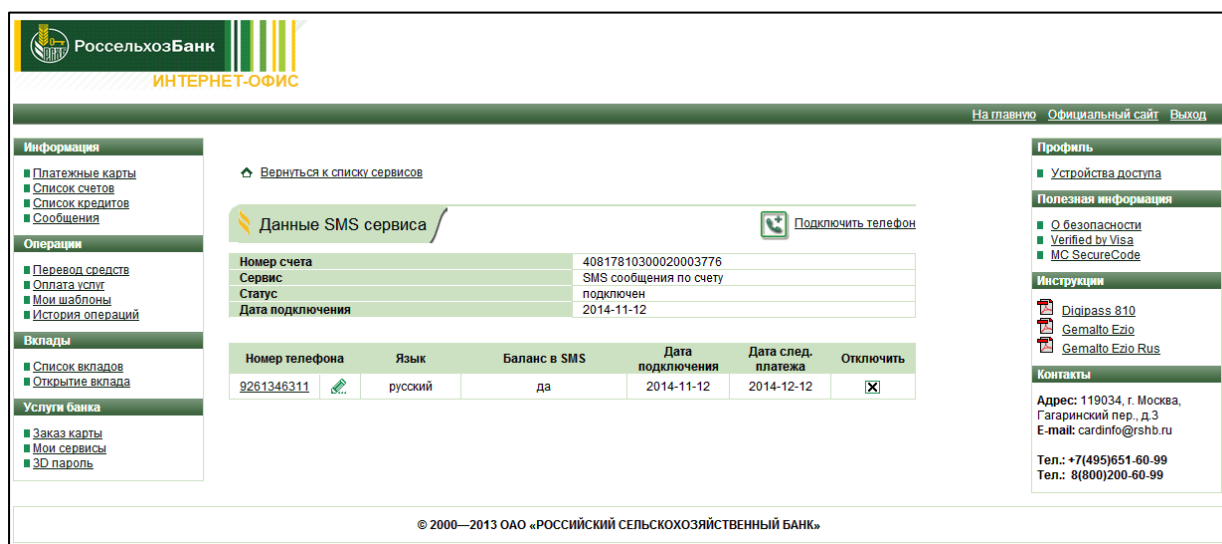 РоссельхозБанк
ИНТЕРНЕТ-ОФИС
На главную Официальный сайт Выход
Информация
Платежные карты
Список счетов
Список кредитов
Сообщения
Операции
Перевод средств
Оплата услуг
Мои шаблоны
История операций
Вклады
Список вкладов
Открытие вклада
Услуги банка
Заказ карты
Мои сервисы
3D пароль
Вернуться к списку сервисов
Данные SMS сервиса
Подключить телефон
Номер счета 40817810300020003776
Сервис SMS сообщения по счету
Статус подключен
Дата подключения 2014-11-12
Номер телефона Язык Баланс в SMS Дата подключения Дата след. платежа Отключить
9261346311 русский да 2014-11-12 2014-12-12
Профиль
Устройства доступа
Полезная информация
О безопасности
Verified by Visa
MC SecureCode
Инструкции
Digipass 810
Gemalto Ezio
Gemalto Ezio Rus
Контакты
Адрес: 119034, г. Москва,
Гагаринский пер., д.3
E-mail: cardinfo@rshb.ru
Тел.: +7(495)651-60-99
Тел.: 8(800)200-60-99
© 2000—2013 ОАО «РОССИЙСКИЙ СЕЛЬСКОХОЗЯЙСТВЕННЫЙ БАНК»